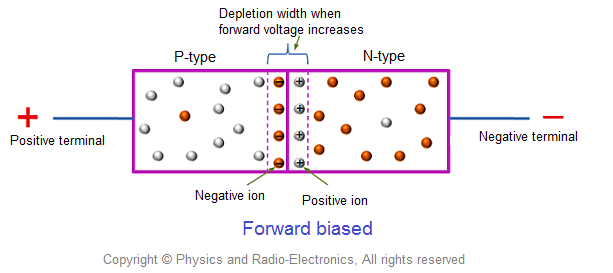 Depletion width when
forward voltage increases
P-type
N-type
+
−
Positive terminal
Negative terminal
Negative ion
Positive ion
Forward biased
Copyright © Physics and Radio-Electronics, All rights reserved